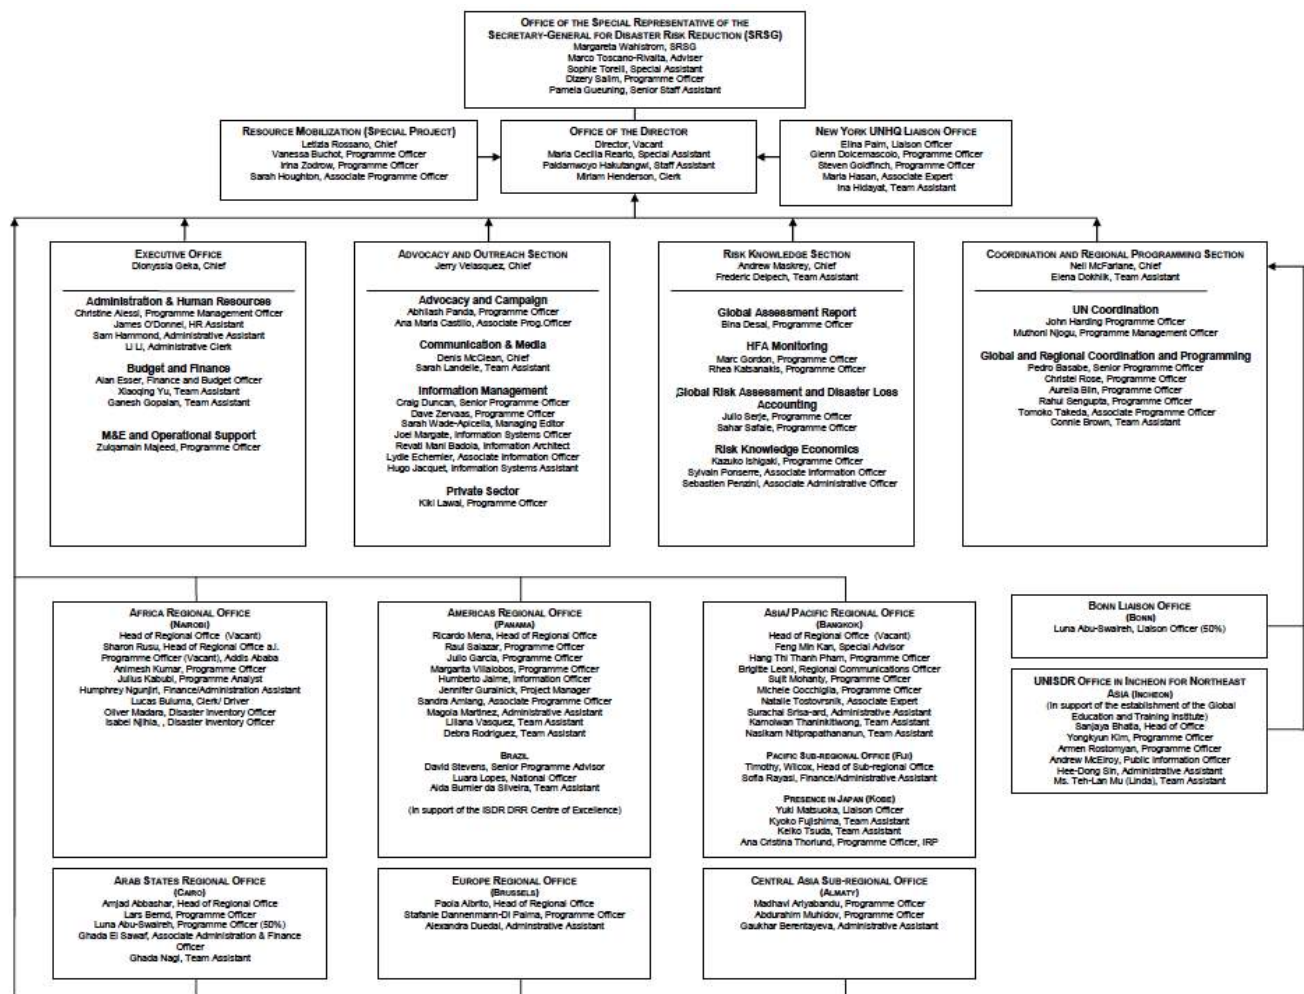 OFFICE OF THE SPECIAL REPRESENTATIVE OF THE
SECRETARY-GENERAL FOR DISASTER RISK REDUCTION (SRSG)
Margareta Wahlstrom, SRSG
Marco Toscano-Rivalta, Adviser
Sophie Torelli, Special Assistant
Dizery Salim, Programme Officer
Pamela Gueuning, Senior Staff Assistant
RESOURCE MOBILIZATION (SPECIAL PROJECT)
Letizia Rossano, Chief
Vanessa Buchot, Programme Officer
Irina Zodrow, Programme Officer
Sarah Houghton, Associate Programme Officer
OFFICE OF THE DIRECTOR
Director, Vacant
Maria Cecilia Rearlo, Special Assistant
Paldamwoyo Hakutangwi, Staff Assistant
Miriam Henderson, Clerk
NEW YORK UNHQ LIAISON OFFICE
Elina Palm, Liaison Officer
Glenn Dolcemascolo, Programme Officer
Steven Goldfinch, Programme Officer
Maria Hasan, Associate Expert
Ina Hidayat, Team Assistant
EXECUTIVE OFFICE
Dionyssia Geka, Chief
Administration & Human Resources
Christine Alessi, Programme Management Officer
James O'Donnel, HR Assistant
Sam Hammond, Administrative Assistant
Li Li, Administrative Clerk
Budget and Finance
Alan Esser, Finance and Budget Officer
Xiaoqing Yu, Team Assistant
Ganesh Gopalan, Team Assistant
M&E and Operational Support
Zulqarnain Majeed, Programme Officer
ADVOCACY AND OUTREACH SECTION
Jerry Velasquez, Chief
Advocacy and Campaign
Abhilash Panda, Programme Officer
Ana Maria Castillo, Associate Prog.Officer
Communication & Media
Denis McClean, Chief
Sarah Landelle, Team Assistant
Information Management
Craig Duncan, Senior Programme Officer
Dave Zervaas, Programme Officer
Sarah Wade-Apicella, Managing Editor
Joel Margate, Information Systems Officer
Revati Mani Badola, Information Architect
Lydie Echernier, Associate Information Officer
Hugo Jacquet, Information Systems Assistant
Private Sector
Kiki Lawal, Programme Officer
RISK KNOWLEDGE SECTION
Andrew Maskrey, Chief
Frederic Delpech, Team Assistant
Global Assessment Report
Bina Desai, Programme Officer
HFA Monitoring
Marc Gordon, Programme Officer
Rhea Katsanakis, Programme Officer
Global Risk Assessment and Disaster Loss
Accounting
Julio Serje, Programme Officer
Sahar Safaie, Programme Officer
Risk Knowledge Economics
Kazuko Ishigaki, Programme Officer
Sylvain Ponserre, Associate Information Officer
Sebastien Penzini, Associate Administrative Officer
COORDINATION AND REGIONAL PROGRAMMING SECTION
Neil McFarlane, Chief
Elena Dokhlik, Team Assistant
UN Coordination
John Harding Programme Officer
Muthoni Njogu, Programme Management Officer
Global and Regional Coordination and Programming
Pedro Basabe, Senior Programme Officer
Christel Rose, Programme Officer
Aurelia Blin, Programme Officer
Rahul Sengupta, Programme Officer
Tomoko Takeda, Associate Programme Officer
Connie Brown, Team Assistant
AFRICA REGIONAL OFFICE
(NAIROBI)
Head of Regional Office (Vacant)
Sharon Rusu, Head of Regional Office a.i.
Programme Officer (Vacant), Addis Ababa
Animesh Kumar, Programme Officer
Julius Kabubi, Programme Analyst
Humphrey Ngunjiri, Finance/Administration Assistant
Lucas Buluma, Clerk/ Driver
Oliver Madara, Disaster Inventory Officer
Isabel Njihia, , Disaster Inventory Officer
AMERICAS REGIONAL OFFICE
(PANAMA)
Ricardo Mena, Head of Regional Office
Raul Salazar, Programme Officer
Julio Garcia, Programme Officer
Margarita Villalobos, Programme Officer
Humberto Jaime, Information Officer
Jennifer Guralnick, Project Manager
Sandra Amlang, Associate Programme Officer
Magola Martinez, Administrative Assistant
Liliana Vasquez, Team Assistant
Debra Rodriguez, Team Assistant
BRAZIL
David Stevens, Senior Programme Advisor
Luara Lopes, National Officer
Aida Burnier da Silveira, Team Assistant
(In support of the ISDR DRR Centre of Excellence)
ASIA/ PACIFIC REGIONAL OFFICE
(BANGKOK)
Head of Regional Office (Vacant)
Feng Min Kan, Special Advisor
Hang Thi Thanh Pham, Programme Officer
Brigitte Leoni, Regional Communications Officer
Sujit Mohanty, Programme Officer
Michele Cocchiglia, Programme Officer
Natalie Tostovrsnik, Associate Expert
Surachai Srisa-ard, Administrative Assistant
Kamolwan Thaninkitiwong, Team Assistant
Nasikarn Nitiprapathananun, Team Assistant
PACIFIC SUB-REGIONAL OFFICE (FIJI)
Timothy, Wilcox, Head of Sub-regional Office
Sofia Rayasi, Finance/Administrative Assistant
PRESENCE IN JAPAN (KOBE)
Yuki Matsuoka, Liaison Officer
Kyoko Fujishima, Team Assistant
Keiko Tsuda, Team Assistant
Ana Cristina Thorlund, Programme Officer, IRP
BONN LIAISON OFFICE
(BONN)
Luna Abu-Swaireh, Liaison Officer (50%)
UNISDR OFFICE IN INCHEON FOR NORTHEAST
ASIA (INCHEON)
(In support of the establishment of the Global
Education and Training Institute)
Sanjaya Bhatia, Head of Office
Yongkyun Kim, Programme Officer
Armen Rostomyan, Programme Officer
Andrew McElroy, Public Information Officer
Hee-Dong Sin, Administrative Assistant
Ms. Teh-Lan Mu (Linda), Team Assistant
ARAB STATES REGIONAL OFFICE
(CAIRO)
Amjad Abbashar, Head of Regional Office
Lars Bernd, Programme Officer
Luna Abu-Swaireh, Programme Officer (50%)
Ghada El Sawaf, Associate Administration & Finance
Officer
Ghada Nagi, Team Assistant
EUROPE REGIONAL OFFICE
(BRUSSELS)
Paola Albrito, Head of Regional Office
Stafanie Dannenmann-Di Palma, Programme Officer
Alexandra Duedal, Adminstrative Assistant
CENTRAL ASIA SUB-REGIONAL OFFICE
(ALMATY)
Madhavi Ariyabandu, Programme Officer
Abdurahim Muhidov, Programme Officer
Gaukhar Berentayeva, Administrative Assistant